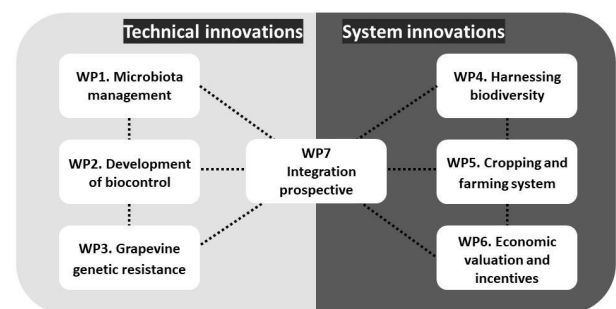 Technical innovations
System innovations
WP1. Microbiota
management
WP2. Development
of biocontrol
WP3. Grapevine
genetic resistance
WP7
Integration
prospective
WP4. Harnessing
biodiversity
WP5. Cropping and
farming system
WP6. Economic
valuation and
incentives